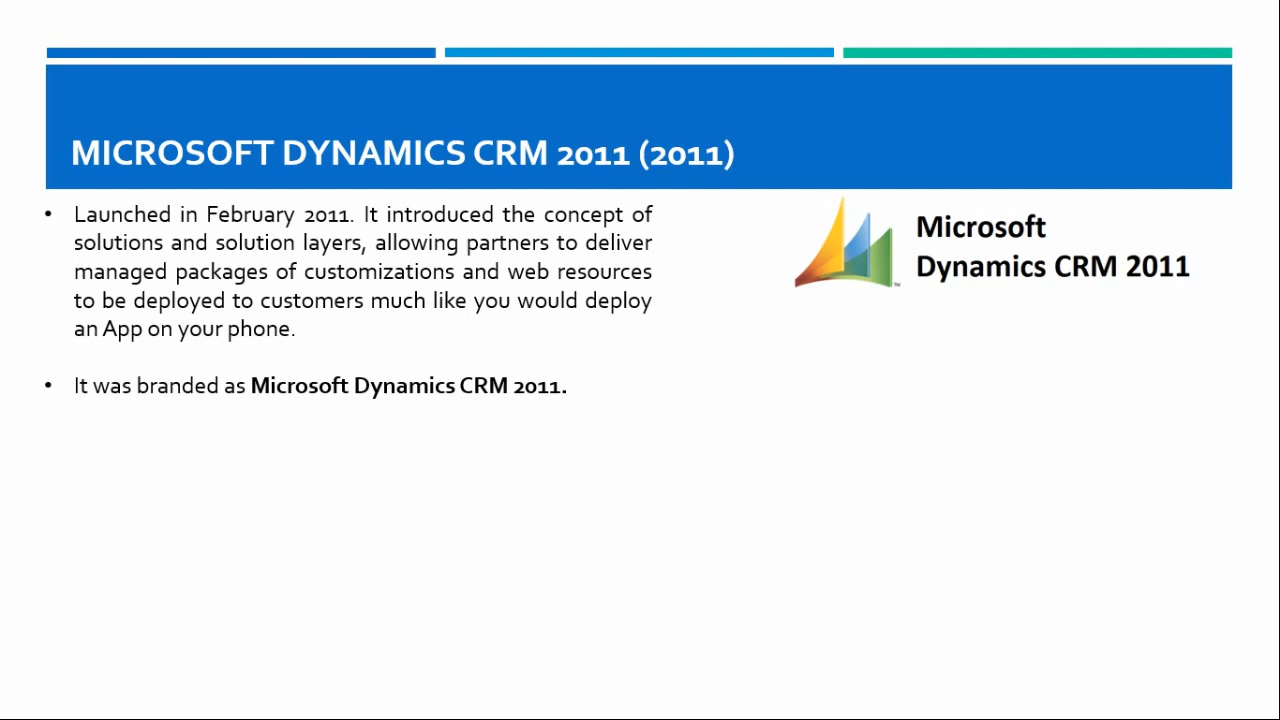 MICROSOFT DYNAMICS CRM 2011 (2011)
• Launched in February 2011. It introduced the concept of
solutions and solution layers, allowing partners to deliver
managed packages of customizations and web resources
to be deployed to customers much like you would deploy
an App on your phone.
• It was branded as Microsoft Dynamics CRM 2011.
Microsoft
Dynamics CRM 2011
™